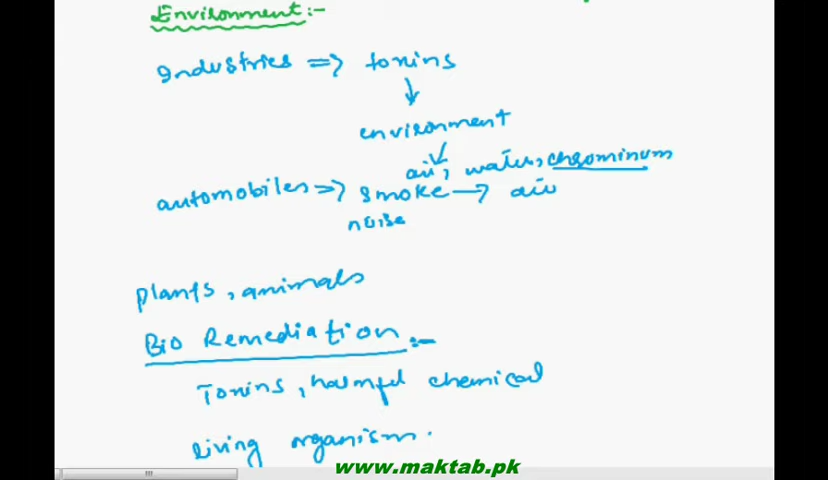 Environment:-
Industries => toxins
↓
environment
↓
air, water, chrominum
automobiles => smoke → air
noise
plants, animals
Bio Remediation :-
Toxins, harmful chemical
living organism.
www.maktab.pk